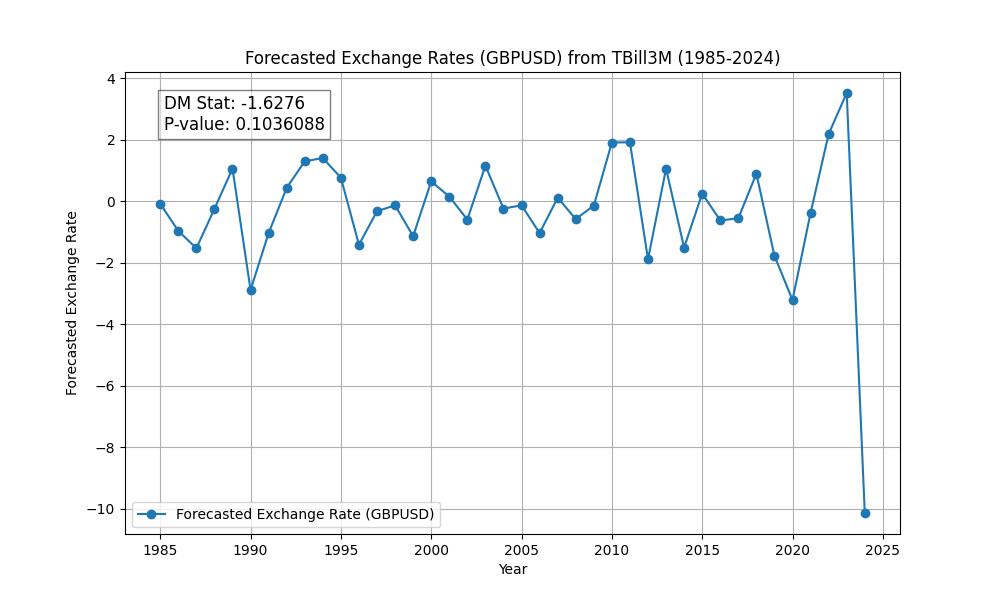 Forecasted Exchange Rates (GBPUSD) from TBill3M (1985-2024)
DM Stat: -1.6276
P-value: 0.1036088
4
2
0
−2
−4
−6
−8
−10
Forecasted Exchange Rate
Forecasted Exchange Rate (GBPUSD)
1985 1990 1995 2000 2005 2010 2015 2020 2025
Year